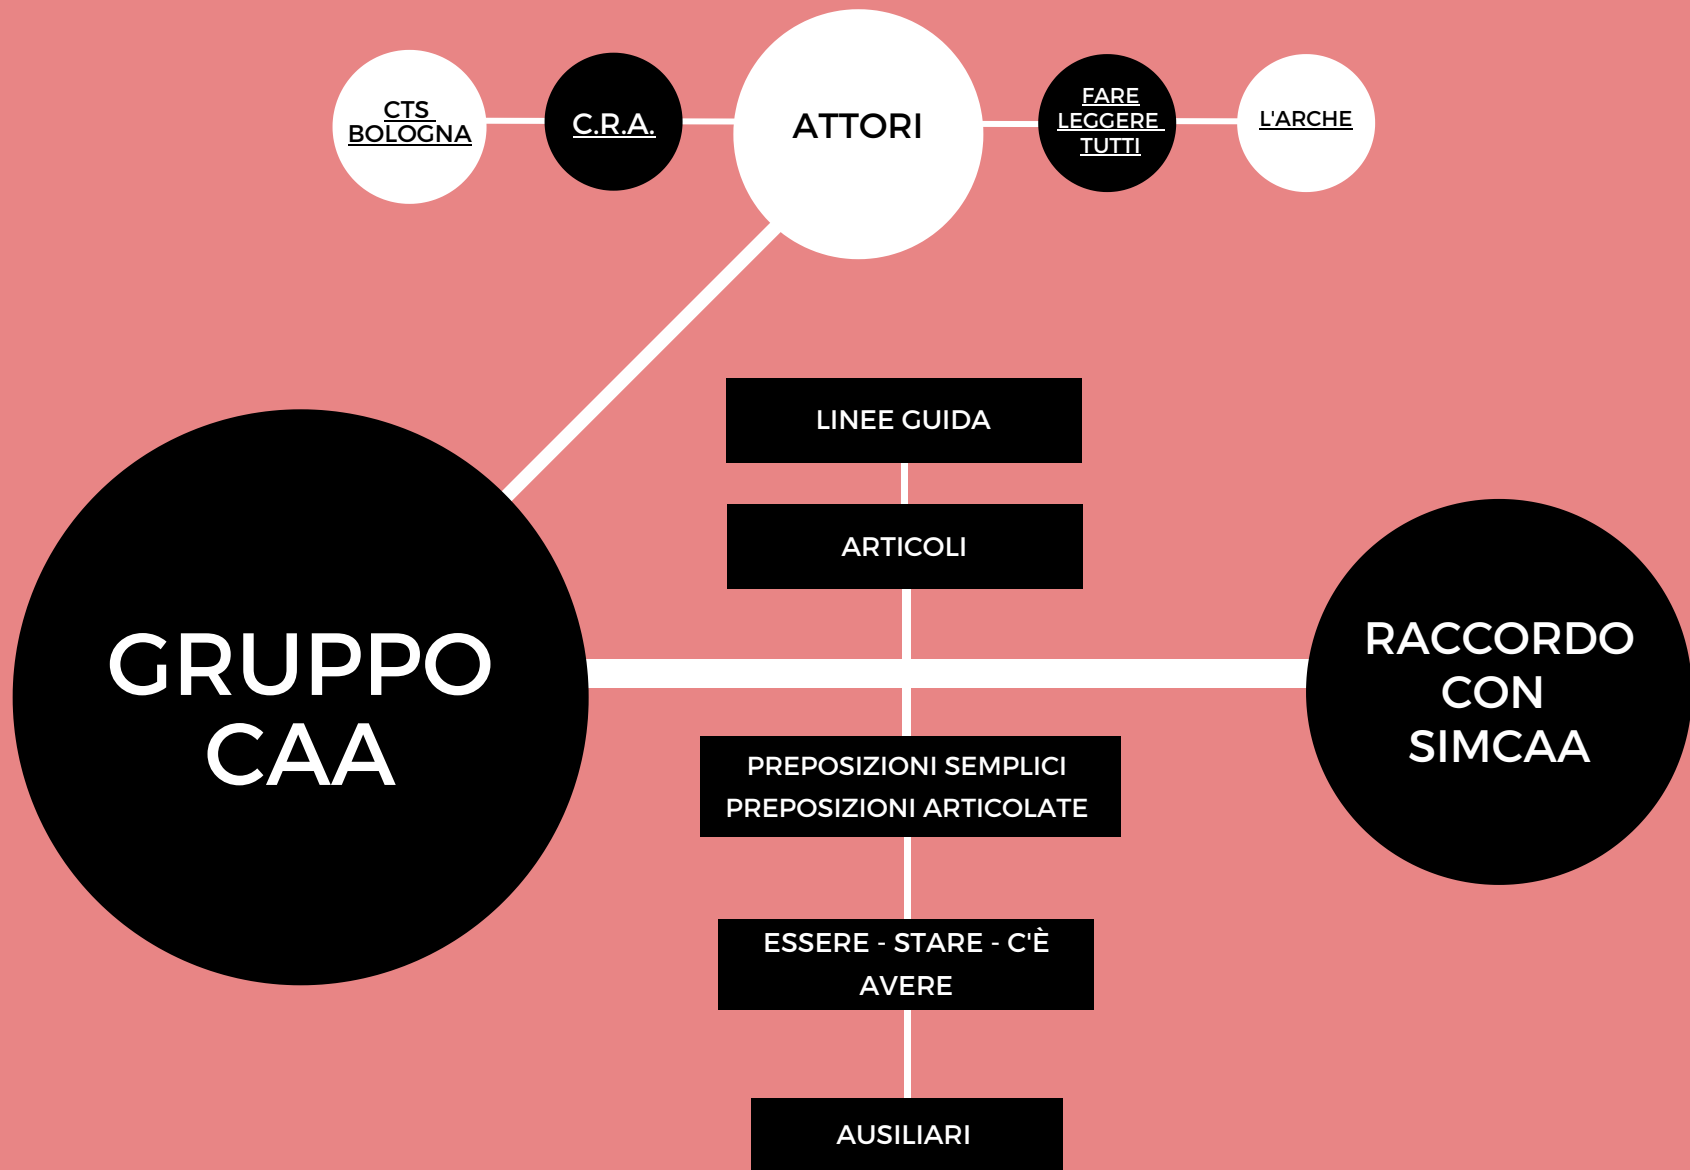 CTS
BOLOGNA
C.R.A.
ATTORI
FARE
LEGGERE
TUTTI
L'ARCHE
LINEE GUIDA
ARTICOLI
GRUPPO
CAA
RACCORDO
CON
SIMCAA
PREPOSIZIONI SEMPLICI
PREPOSIZIONI ARTICOLATE
ESSERE - STARE - C'È
AVERE
AUSILIARI